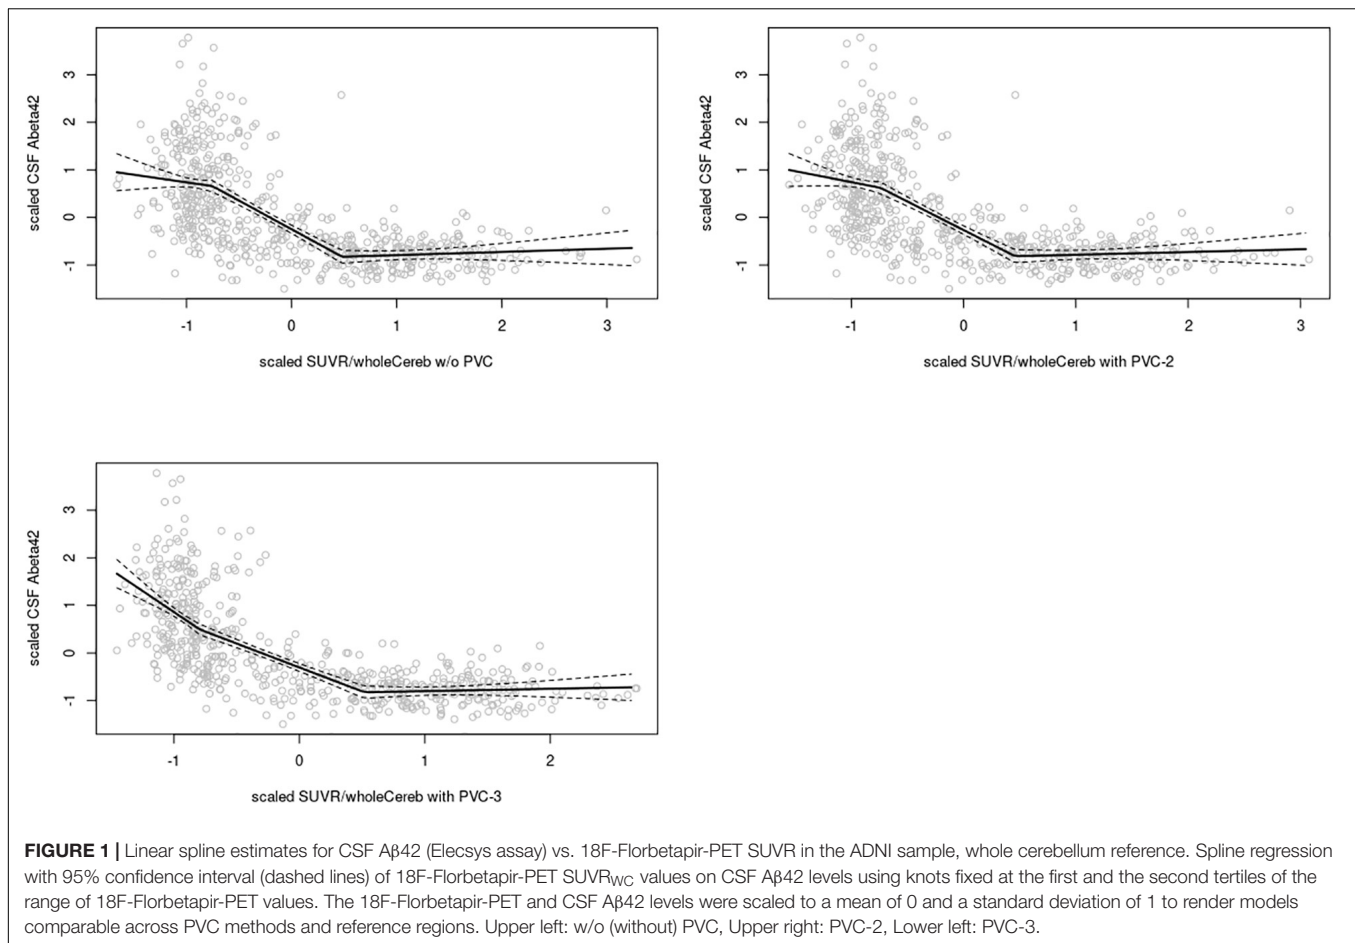 3
2
1
0
-1
scaled CSF Abeta42
-1
0
1
2
3
scaled SUVR/wholeCereb w/o PVC
3
2
1
0
-1
scaled CSF Abeta42
-1
0
1
2
3
scaled SUVR/wholeCereb with PVC-2
3
2
1
0
-1
scaled CSF Abeta42
-1
0
1
2
scaled SUVR/wholeCereb with PVC-3
FIGURE 1 | Linear spline estimates for CSF Aβ42 (Elecsys assay) vs. 18F-Florbetapir-PET SUVR in the ADNI sample, whole cerebellum reference. Spline regression
with 95% confidence interval (dashed lines) of 18F-Florbetapir-PET SUVRWC values on CSF Aβ42 levels using knots fixed at the first and the second tertiles of the
range of 18F-Florbetapir-PET values. The 18F-Florbetapir-PET and CSF Aβ42 levels were scaled to a mean of 0 and a standard deviation of 1 to render models
comparable across PVC methods and reference regions. Upper left: w/o (without) PVC, Upper right: PVC-2, Lower left: PVC-3.